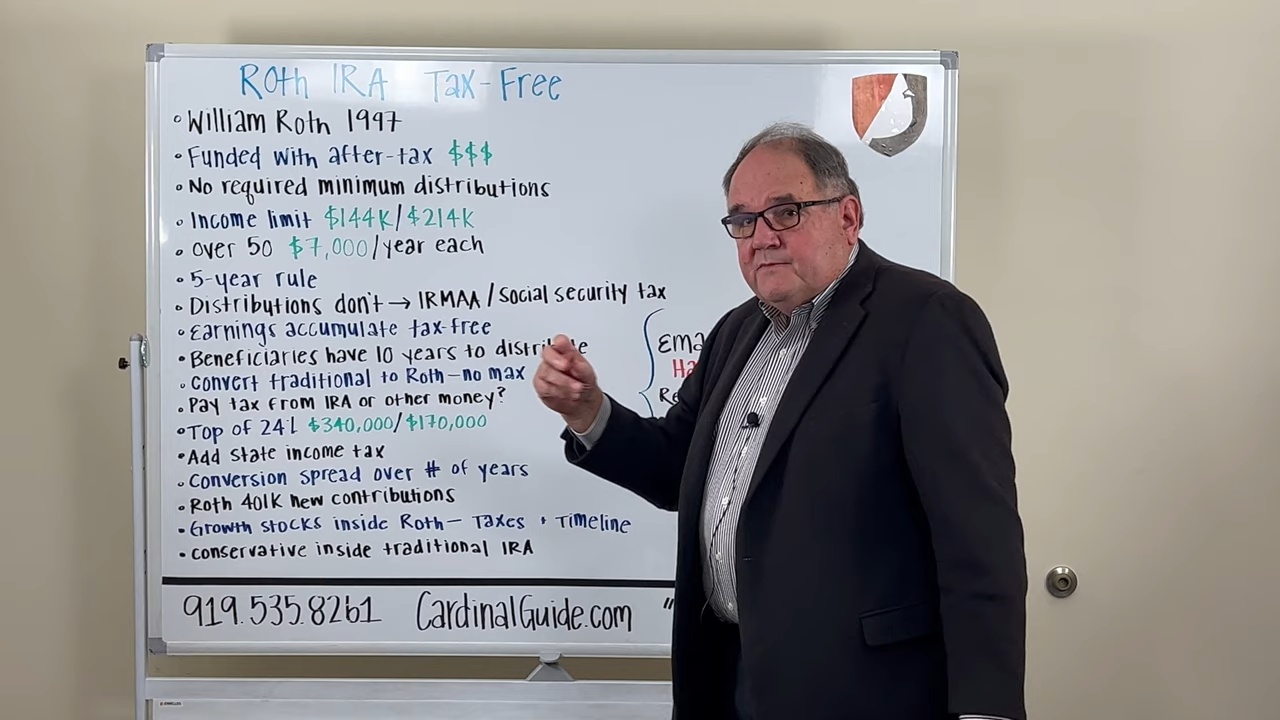 Roth IRA Tax-Free
• William Roth 1997
• Funded with after-tax $$$
• No required minimum distributions
• Income limit $144K/$214K
• Over 50 $7,000/year each
• 5-year rule
• Distributions don't → IRMAA/Social security tax
• Earnings accumulate tax-free
• Beneficiaries have 10 years to
• Convert traditional to Roth-no max
• Pay tax from IRA or other money?
• Top of 24% $340,000/$170,000
• Add state income tax
• Conversion spread over # of years
• Roth 401K new contributions
• Growth stocks inside Roth- Taxes + Timeline
• conservative inside traditional IRA
919.535.8261 CardinalGuide.com "